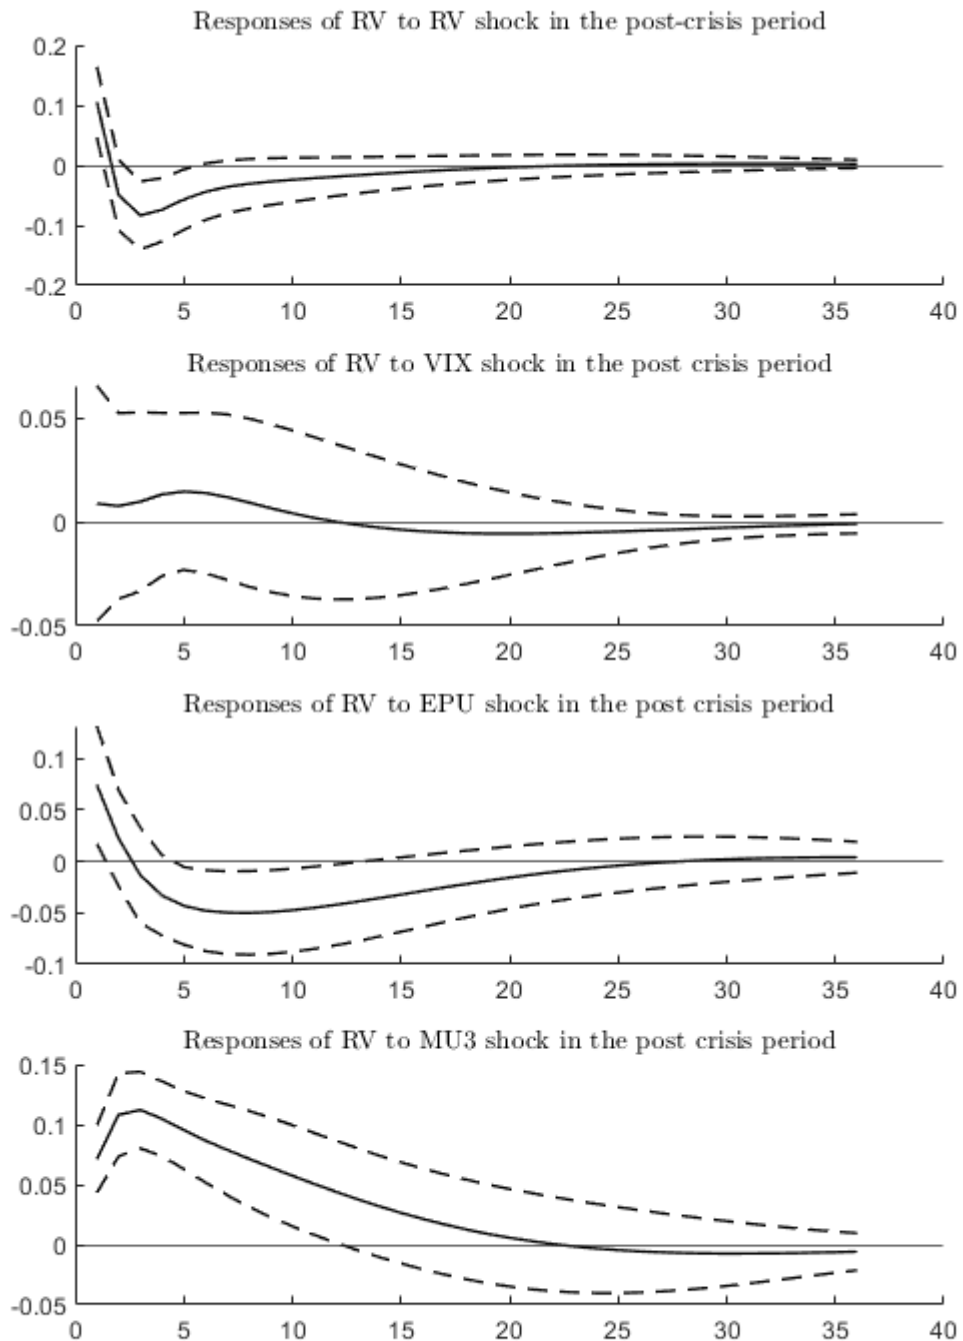 Responses of RV to RV shock in the post-crisis period
0.2
0.1
0
-0.1
-0.2
0 5 10 15 20 25 30 35 40
Responses of RV to VIX shock in the post crisis period
0.05
0
-0.05
0 5 10 15 20 25 30 35 40
Responses of RV to EPU shock in the post crisis period
0.1
0.05
0
-0.05
-0.1
0 5 10 15 20 25 30 35 40
Responses of RV to MU3 shock in the post crisis period
0.15
0.1
0.05
0
-0.05
0 5 10 15 20 25 30 35 40